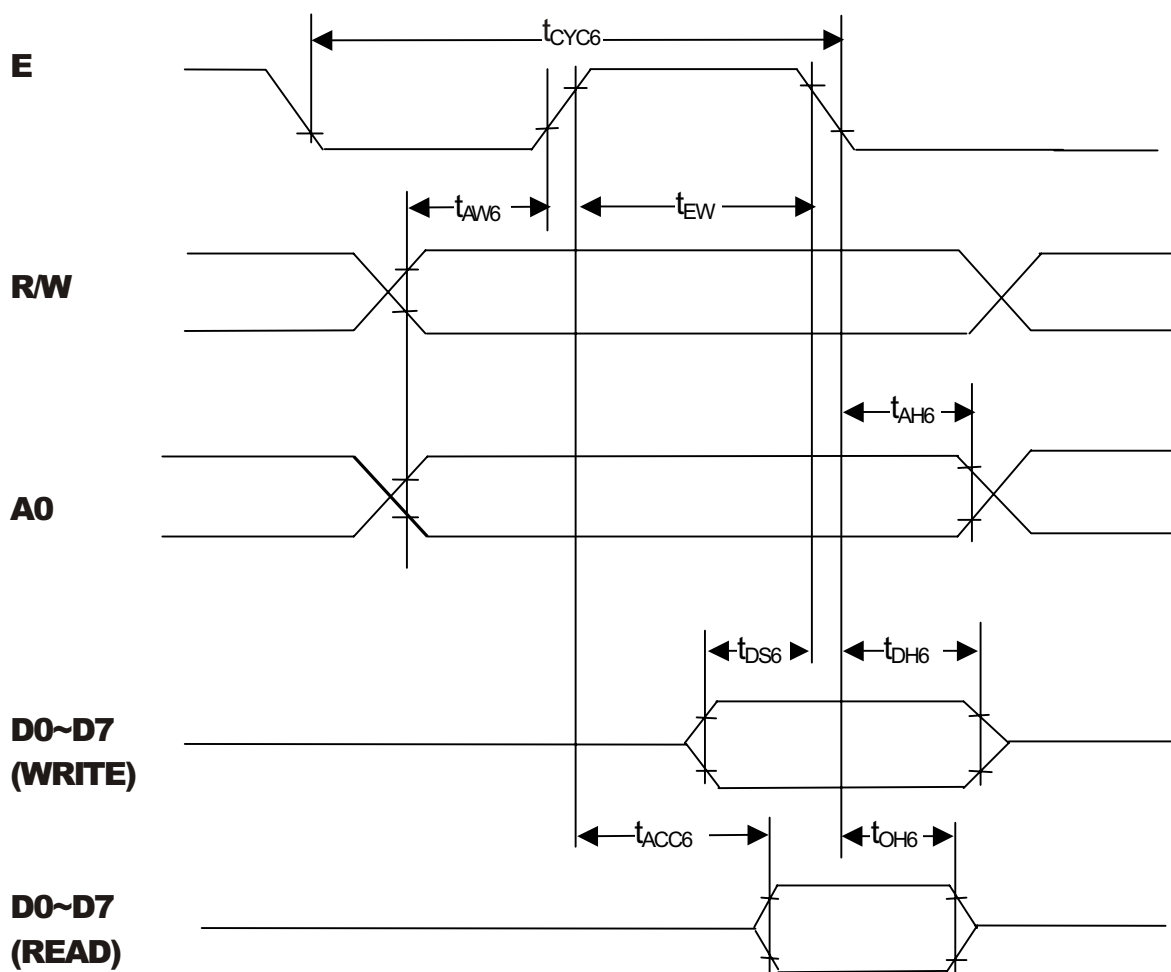 tCYC6
E
tAW6
tEW
R/W
tAH6
A0
tDS6
tDH6
D0~D7
(WRITE)
tACC6
tOH6
D0~D7
(READ)